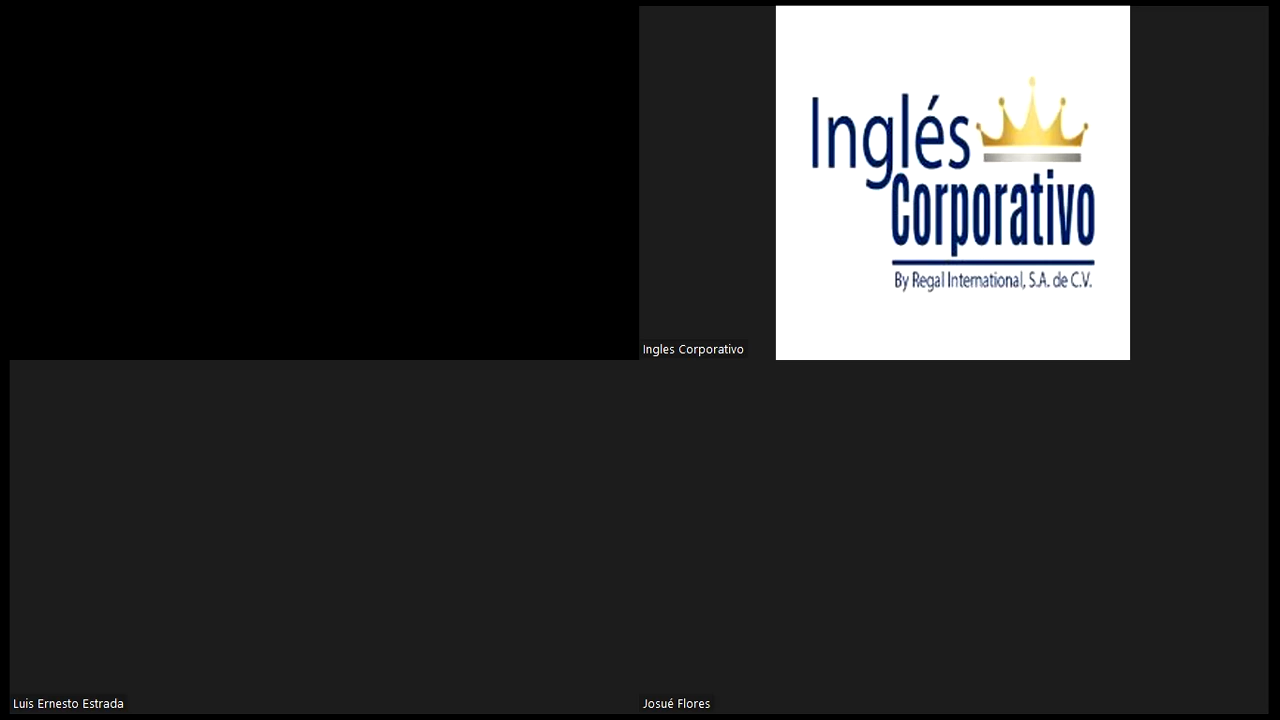 Inglés
Corporativo
By Regal International, S.A. de C.V.
Ingles Corporativo
Luis Ernesto Estrada
Josué Flores